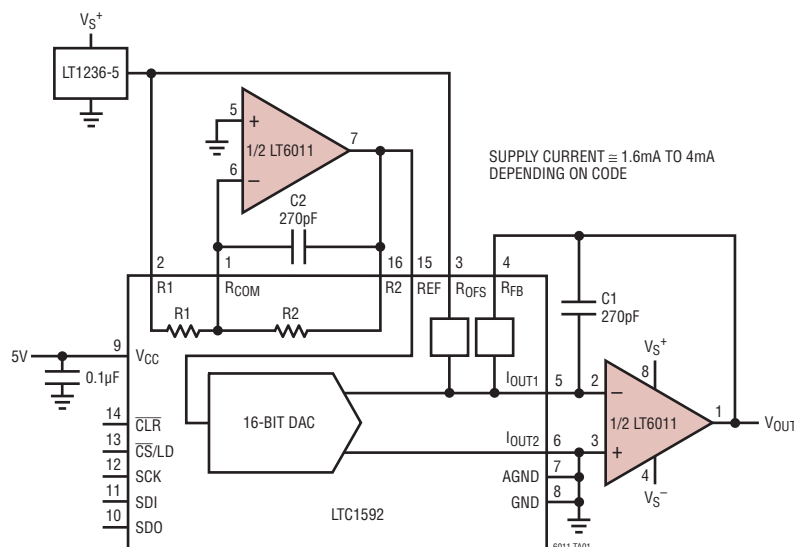 VS+
LT1236-5
5
+
1/2 LT6011
7
6
–
SUPPLY CURRENT ≅ 1.6mA TO 4mA
DEPENDING ON CODE
C2
270pF
2
1
16
15
3
4
R1
RCOM
R2
REF
ROFS
RFB
R1
R2
C1
270pF
5V
9
VCC
0.1µF
VS+
8
IOUT1
5
2
–
1/2 LT6011
1
VOUT
16-BIT DAC
IOUT2
6
3
+
4
VS–
14
CLR
13
CS/LD
12
SCK
11
SDI
10
SDO
AGND
7
GND
8
LTC1592
6011 TA01